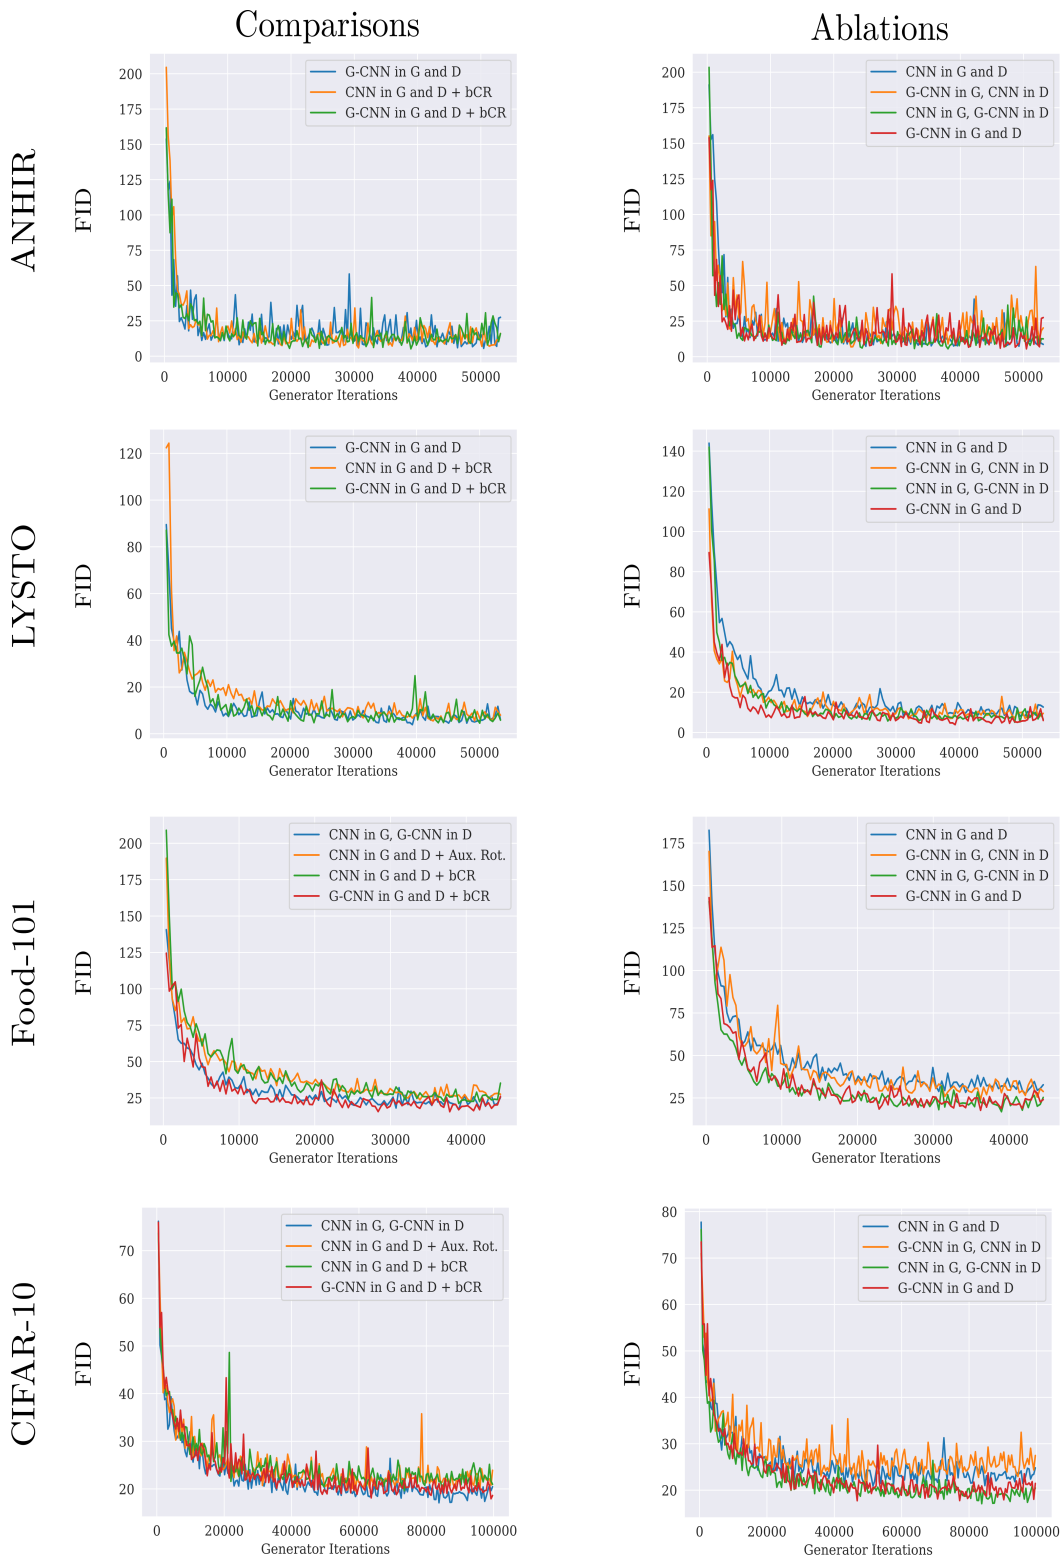 Comparisons
Ablations
ANHIR
FID
200
175
150
125
100
75
50
25
0
G-CNN in G and D
CNN in G and D + bCR
G-CNN in G and D + bCR
0 10000 20000 30000 40000 50000
Generator Iterations
FID
200
175
150
125
100
75
50
25
0
CNN in G and D
G-CNN in G, CNN in D
CNN in G, G-CNN in D
G-CNN in G and D
0 10000 20000 30000 40000 50000
Generator Iterations
LYSTO
FID
120
100
80
60
40
20
0
G-CNN in G and D
CNN in G and D + bCR
G-CNN in G and D + bCR
0 10000 20000 30000 40000 50000
Generator Iterations
FID
140
120
100
80
60
40
20
0
CNN in G and D
G-CNN in G, CNN in D
CNN in G, G-CNN in D
G-CNN in G and D
0 10000 20000 30000 40000 50000
Generator Iterations
Food-101
FID
200
175
150
125
100
75
50
25
CNN in G, G-CNN in D
CNN in G and D + Aux. Rot.
CNN in G and D + bCR
G-CNN in G and D + bCR
0 10000 20000 30000 40000
Generator Iterations
FID
175
150
125
100
75
50
25
CNN in G and D
G-CNN in G, CNN in D
CNN in G, G-CNN in D
G-CNN in G and D
0 10000 20000 30000 40000
Generator Iterations
CIFAR-10
FID
70
60
50
40
30
20
CNN in G, G-CNN in D
CNN in G and D + Aux. Rot.
CNN in G and D + bCR
G-CNN in G and D + bCR
0 20000 40000 60000 80000 100000
Generator Iterations
FID
80
70
60
50
40
30
20
CNN in G and D
G-CNN in G, CNN in D
CNN in G, G-CNN in D
G-CNN in G and D
0 20000 40000 60000 80000 100000
Generator Iterations